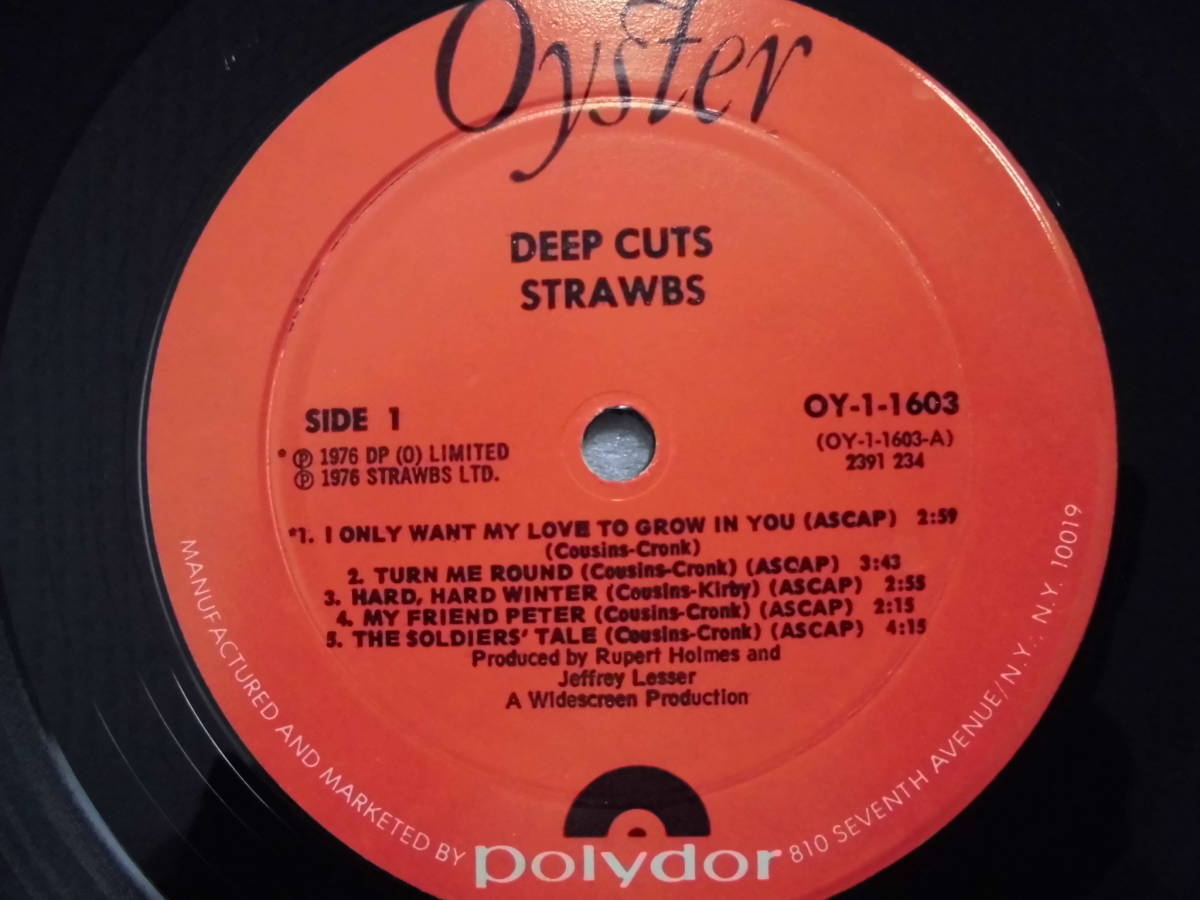 Oyster
DEEP CUTS
STRAWBS
SIDE 1
* ℗ 1976 DP (O) LIMITED
℗ 1976 STRAWBS LTD.
OY-1-1603
(OY-1-1603-A)
2391 234
*1. I ONLY WANT MY LOVE TO GROW IN YOU (ASCAP) 2:59
(Cousins-Cronk)
2. TURN ME ROUND (Cousins-Cronk) (ASCAP) 3:43
3. HARD, HARD WINTER (Cousins-Kirby) (ASCAP) 2:55
4. MY FRIEND PETER (Cousins-Cronk) (ASCAP) 2:15
5. THE SOLDIERS' TALE (Cousins-Cronk) (ASCAP) 4:15
Produced by Rupert Holmes and
Jeffrey Lesser
A Widescreen Production
MANUFACTURED AND MARKETED BY polydor 810 SEVENTH AVENUE/N.Y., N.Y. 10019